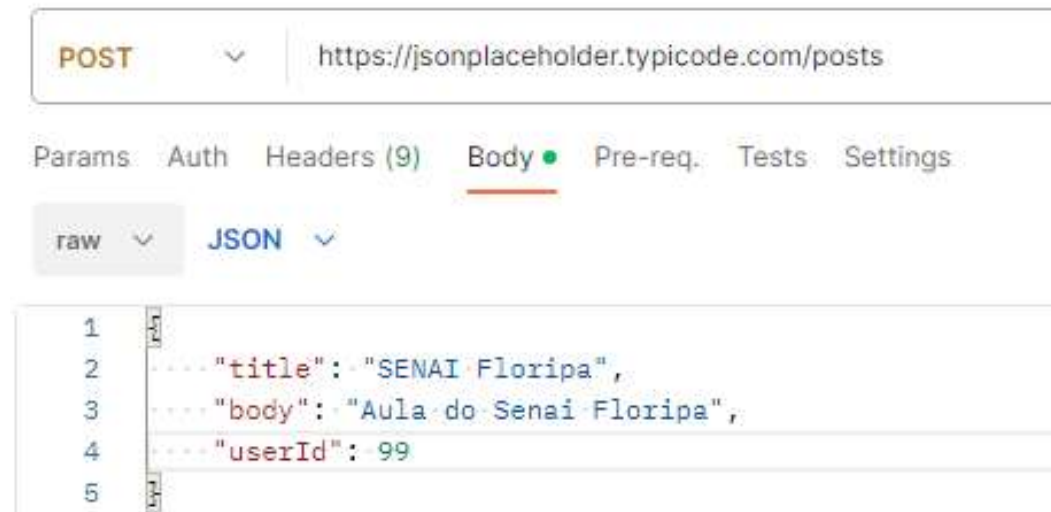 POST https://jsonplaceholder.typicode.com/posts
Params Auth Headers (9) Body Pre-req. Tests Settings
raw JSON
1 {
2 "title": "SENAI Floripa",
3 "body": "Aula do Senai Floripa",
4 "userId": 99
5 }